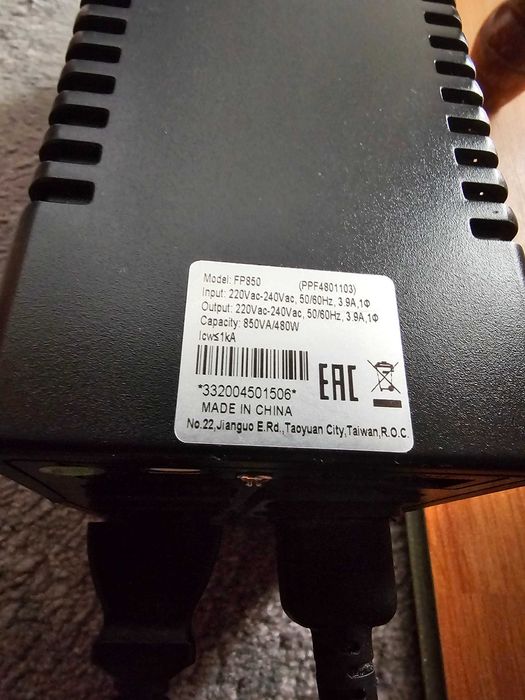 Model: FP850 (PPF4801103)
Input: 220Vac-240Vac, 50/60Hz, 3.9A,1Φ
Output: 220Vac-240Vac, 50/60Hz, 3.9A,1Φ
Capacity: 850VA/480W
Icw≤1kA
*332004501506*
EAC
MADE IN CHINA
No.22,Jianguo E.Rd.,Taoyuan City,Taiwan,R.O.C.